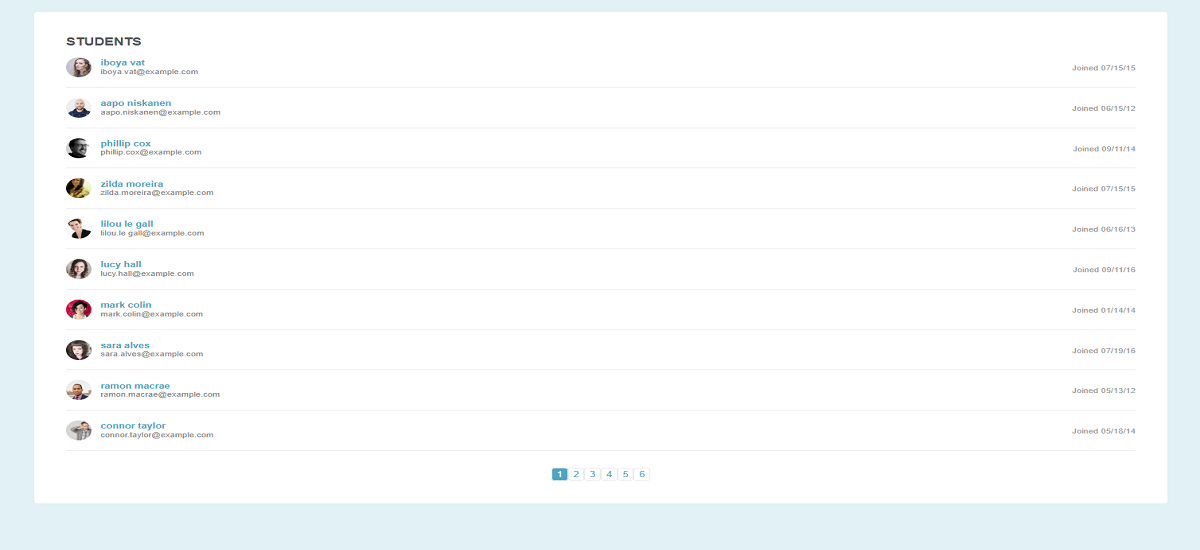 STUDENTS
iboya vat
iboya.vat@example.com
Joined 07/15/15
aapo niskanen
aapo.niskanen@example.com
Joined 06/15/12
phillip cox
phillip.cox@example.com
Joined 09/11/14
zilda moreira
zilda.moreira@example.com
Joined 07/15/15
lilou le gall
lilou.le gall@example.com
Joined 06/16/13
lucy hall
lucy.hall@example.com
Joined 09/11/16
mark colin
mark.colin@example.com
Joined 01/14/14
sara alves
sara.alves@example.com
Joined 07/19/16
ramon macrae
ramon.macrae@example.com
Joined 05/13/12
connor taylor
connor.taylor@example.com
Joined 05/18/14
1 2 3 4 5 6